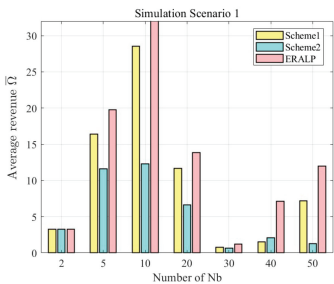 Simulation Scenario 1
Scheme1
Scheme2
ERALP
Average revenue Ω̅
30
25
20
15
10
5
0
2 5 10 20 30 40 50
Number of Nb